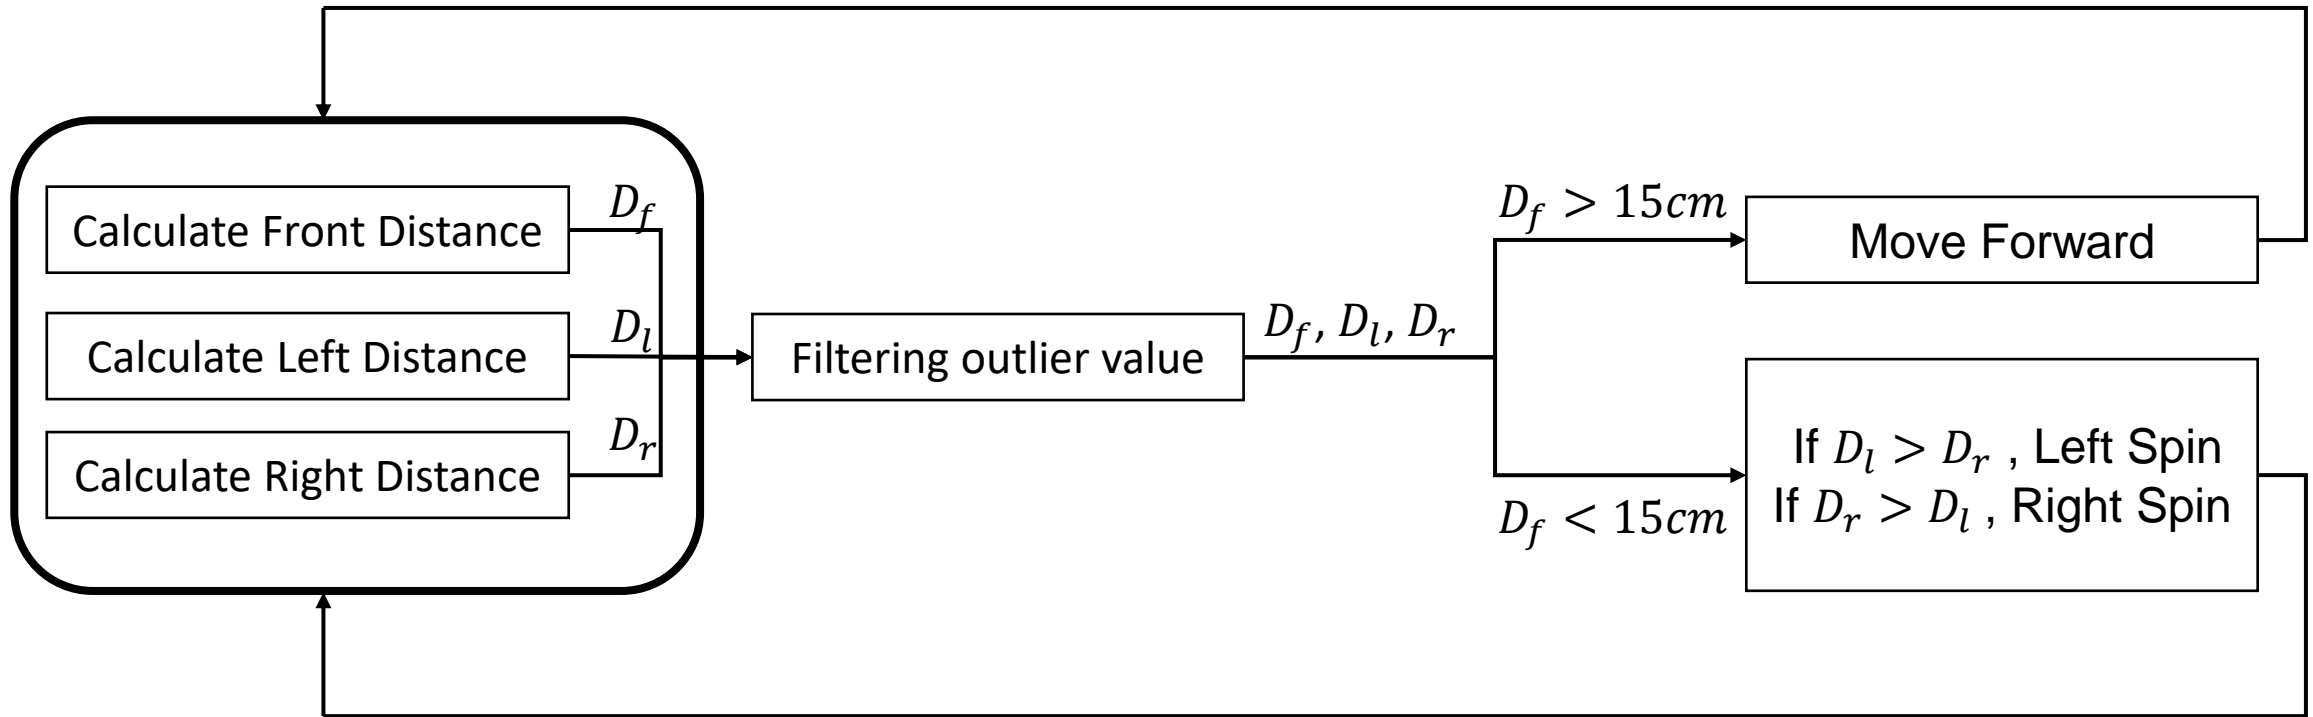 Calculate Front Distance
D_f
Calculate Left Distance
D_l
Calculate Right Distance
D_r
Filtering outlier value
D_f, D_l, D_r
D_f > 15cm
Move Forward
D_f < 15cm
If D_l > D_r , Left Spin
If D_r > D_l , Right Spin